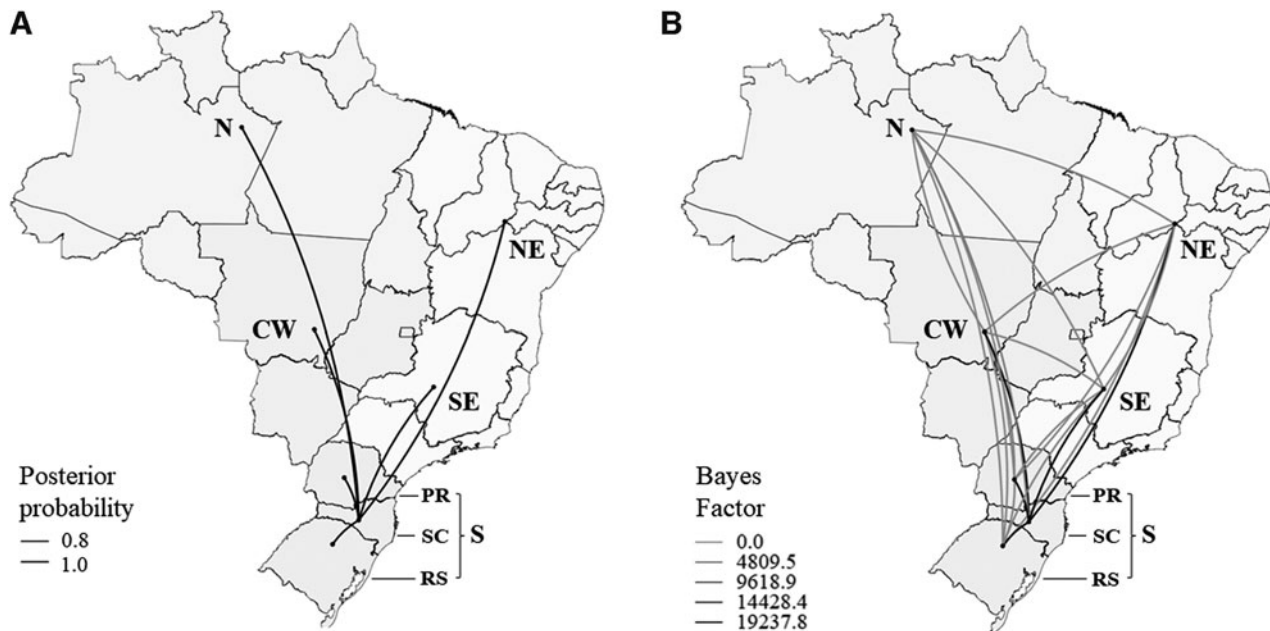 A
N
NE
CW
SE
Posterior
probability
0.8
1.0
PR
SC
S
RS
B
N
NE
CW
SE
Bayes
Factor
0.0
4809.5
9618.9
14428.4
19237.8
PR
SC
S
RS